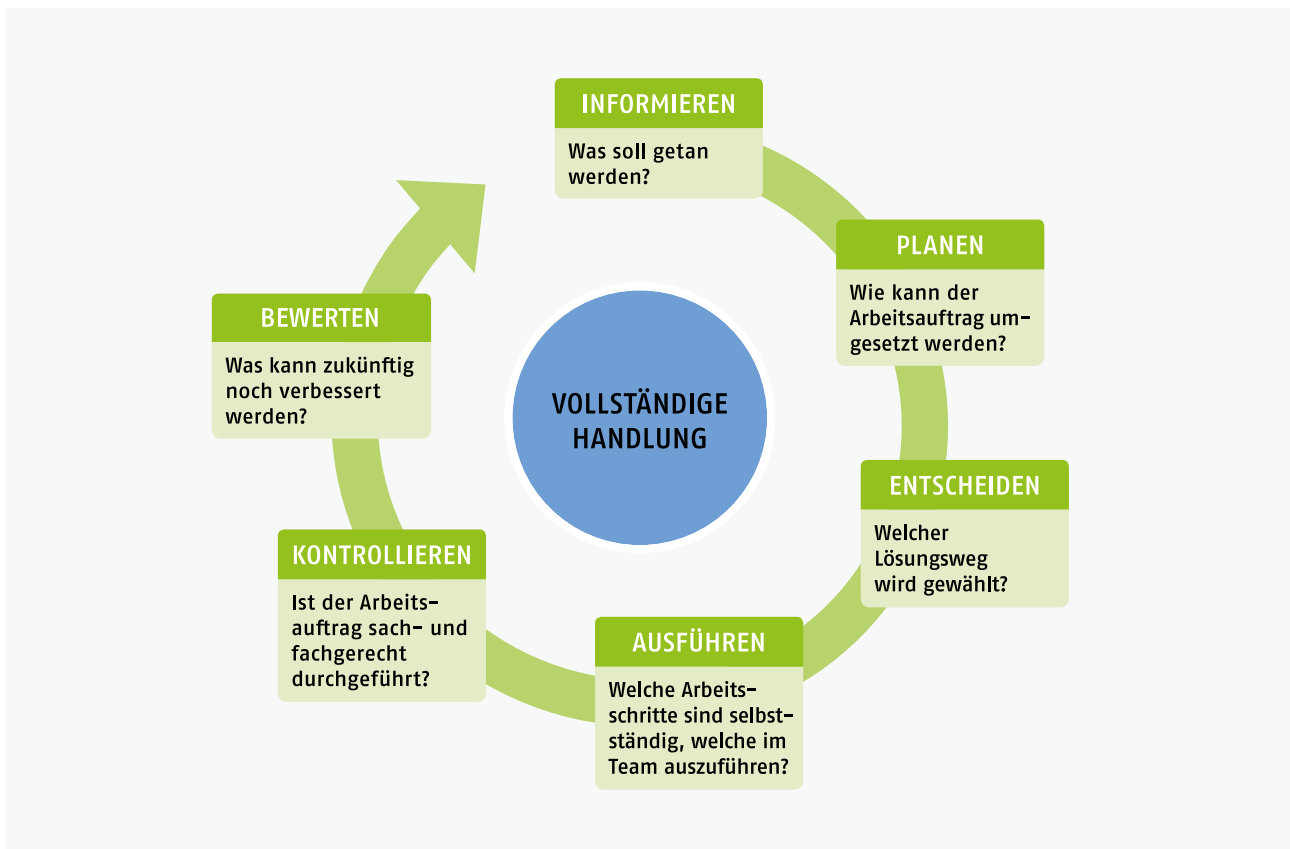 INFORMIEREN
Was soll getan
werden?
PLANEN
Wie kann der
Arbeitsauftrag um-
gesetzt werden?
ENTSCHEIDEN
Welcher
Lösungsweg
wird gewählt?
AUSFÜHREN
Welche Arbeits-
schritte sind selbst-
ständig, welche im
Team auszuführen?
KONTROLLIEREN
Ist der Arbeits-
auftrag sach- und
fachgerecht
durchgeführt?
BEWERTEN
Was kann zukünftig
noch verbessert
werden?
VOLLSTÄNDIGE
HANDLUNG